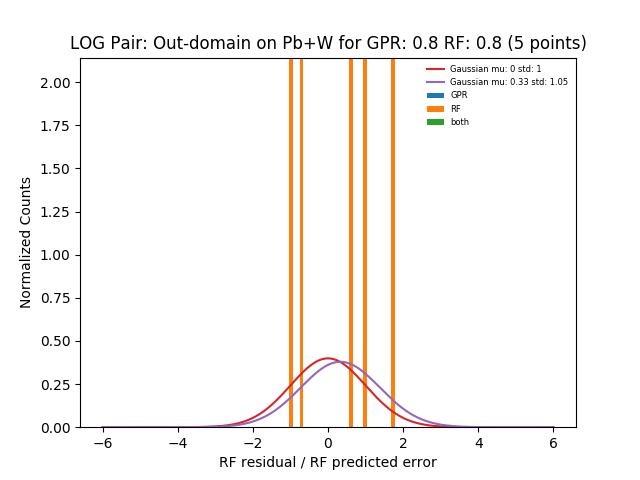 LOG Pair: Out-domain on Pb+W for GPR: 0.8 RF: 0.8 (5 points)
Gaussian mu: 0 std: 1
Gaussian mu: 0.33 std: 1.05
GPR
RF
both
Normalized Counts
2.00
1.75
1.50
1.25
1.00
0.75
0.50
0.25
0.00
−6 −4 −2 0 2 4 6
RF residual / RF predicted error